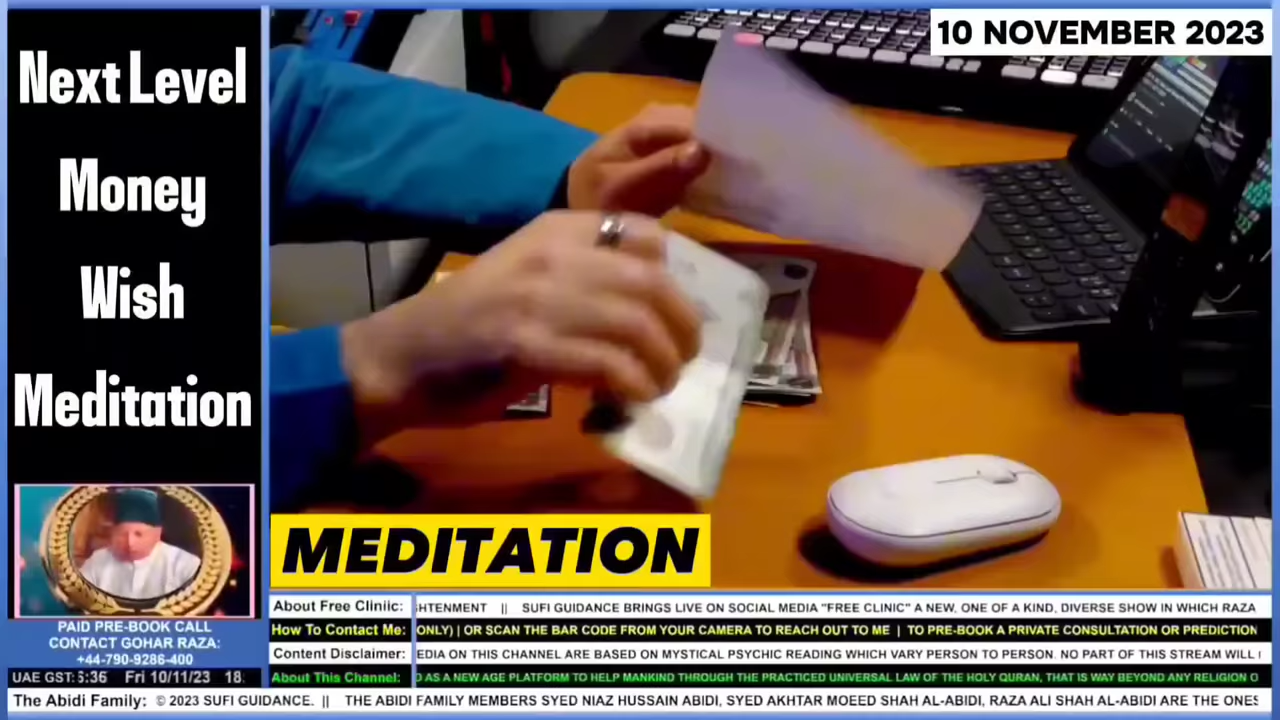 10 NOVEMBER 2023
Next Level
Money
Wish
Meditation
MEDITATION
PAID PRE-BOOK CALL
CONTACT GOHAR RAZA:
+44-790-9286-400
UAE GST: 6:36 Fri 10/11/23 18
About Free Cliniic: HTENMENT || SUFI GUIDANCE BRINGS LIVE ON SOCIAL MEDIA "FREE CLINIC" A NEW, ONE OF A KIND, DIVERSE SHOW IN WHICH RAZA
How To Contact Me: ONLY) | OR SCAN THE BAR CODE FROM YOUR CAMERA TO REACH OUT TO ME | TO PRE-BOOK A PRIVATE CONSULTATION OR PREDICTION
Content Disclaimer: EDIA ON THIS CHANNEL ARE BASED ON MYSTICAL PSYCHIC READING WHICH VARY PERSON TO PERSON. NO PART OF THIS STREAM WILL
About This Channel: AS A NEW AGE PLATFORM TO HELP MANKIND THROUGH THE PRACTICED UNIVERSAL LAW OF THE HOLY QURAN, THAT IS WAY BEYOND ANY RELIGION O
The Abidi Family: © 2023 SUFI GUIDANCE. || THE ABIDI FAMILY MEMBERS SYED NIAZ HUSSAIN ABIDI, SYED AKHTAR MOEED SHAH AL-ABIDI, RAZA ALI SHAH AL-ABIDI ARE THE ONES